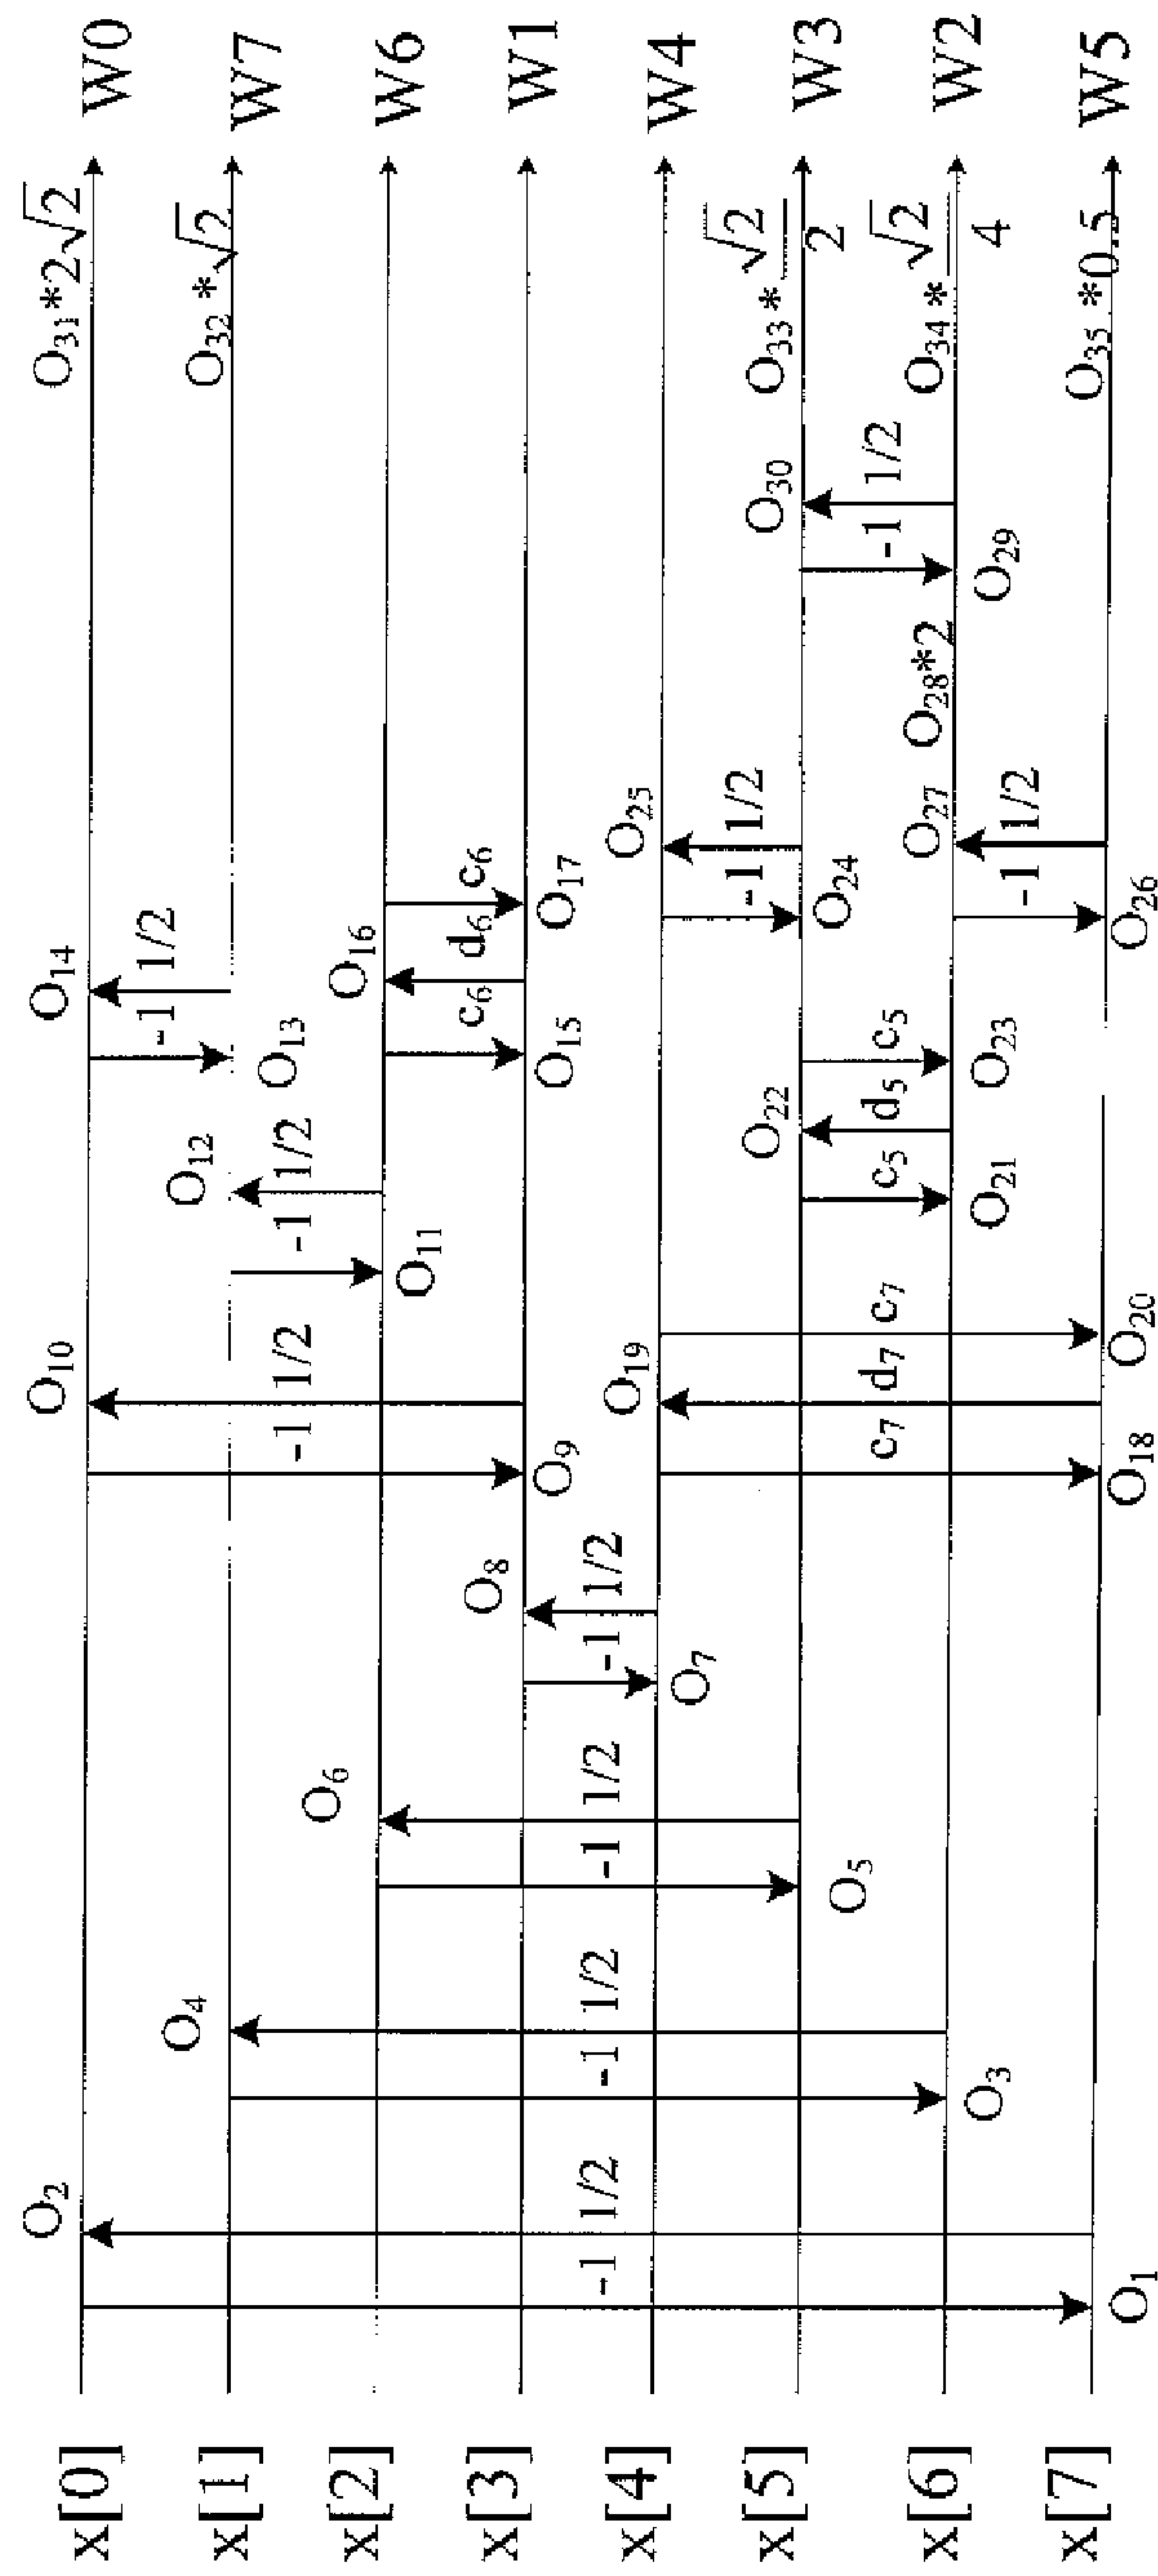 x[0] O₂ -1 1/2 O₁₀ O₁₄ -1 1/2 O₃₁*2√2 W0
x[1] O₄ -1 1/2 O₁₂ -1 1/2 O₁₃ O₃₂*√2 W7
x[2] O₆ -1 1/2 O₁₁ O₁₆ c₆ d₆ c₆ W6
x[3] O₈ -1 1/2 O₉ -1 1/2 O₁₅ O₁₇ W1
x[4] O₇ O₁₉ c₇ d₇ c₇ O₂₅ -1 1/2 W4
x[5] O₅ O₂₂ c₅ d₅ c₅ O₂₄ O₃₀ -1 1/2 O₃₃*√2/2 W3
x[6] O₃ O₂₁ O₂₃ O₂₇ -1 1/2 O₂₈*2 O₂₉ O₃₄*√2/4 W2
x[7] O₁ O₁₈ O₂₀ O₂₆ O₃₅*0.5 W5